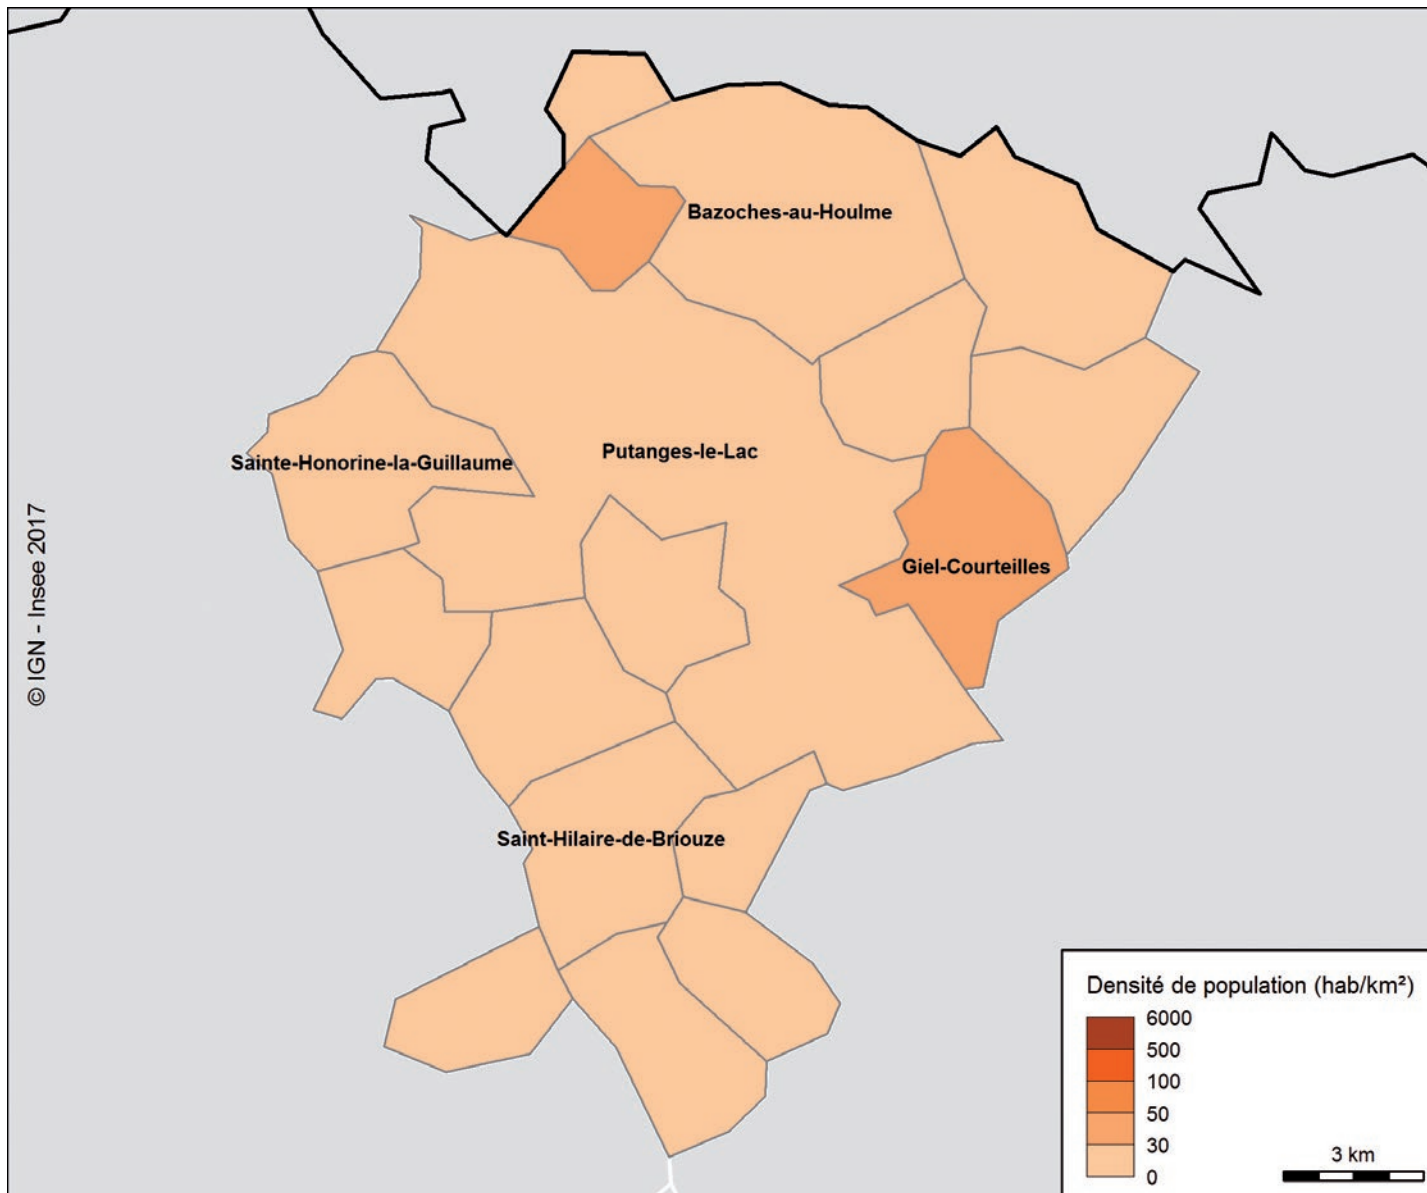 Bazoches-au-Houlme
Sainte-Honorine-la-Guillaume
Putanges-le-Lac
Giel-Courteilles
Saint-Hilaire-de-Briouze
© IGN - Insee 2017
Densité de population (hab/km²)
6000
500
100
50
30
0
3 km